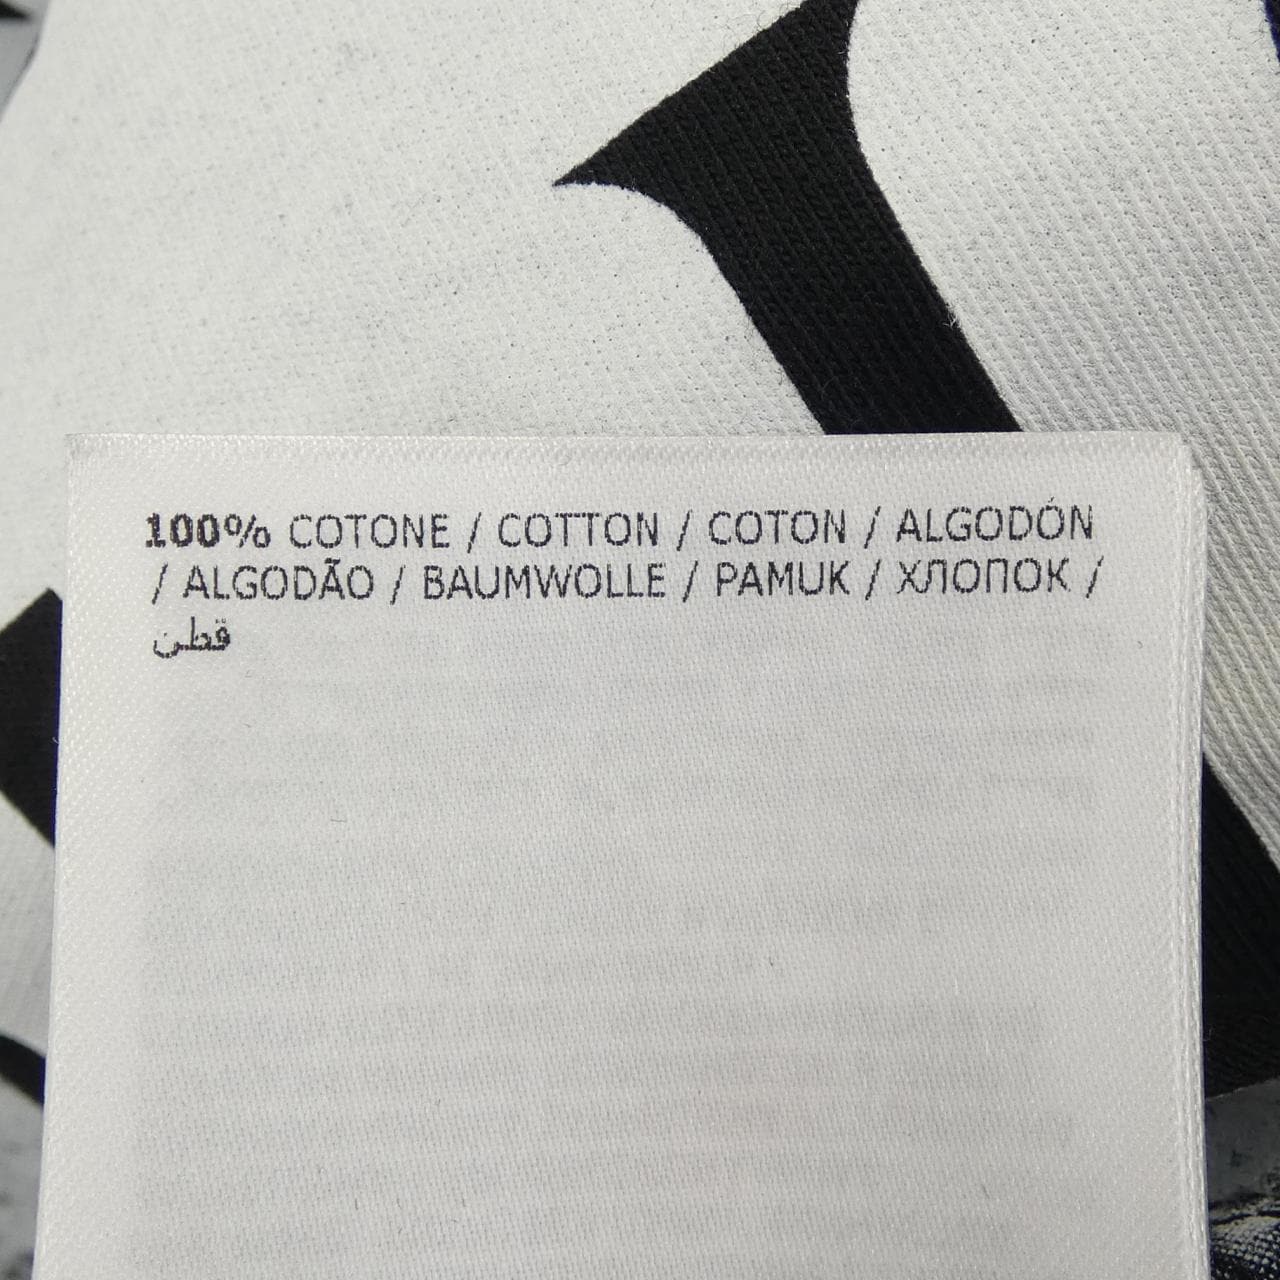 100% COTONE / COTTON / COTON / ALGODÓN
/ ALGODÃO / BAUMWOLLE / PAMUK / ХЛОПОК /
قطن